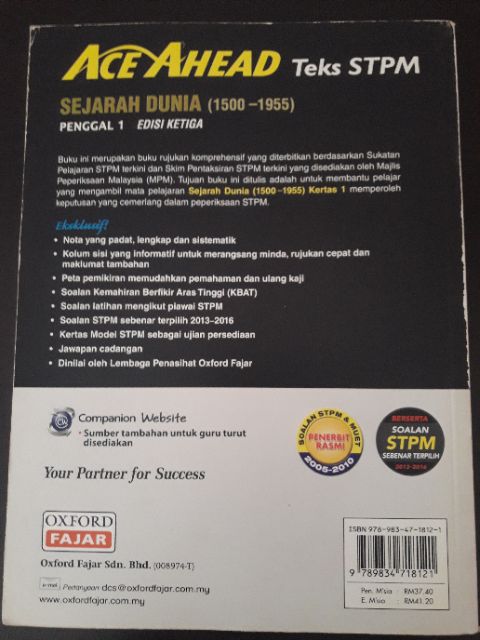 ACE AHEAD Teks STPM
SEJARAH DUNIA (1500 –1955)
PENGGAL 1 EDISI KETIGA
Buku ini merupakan buku rujukan komprehensif yang diterbitkan berdasarkan Sukatan
Pelajaran STPM terkini dan Skim Pentaksiran STPM terkini yang disediakan oleh Majlis
Peperiksaan Malaysia (MPM). Tujuan buku ini ditulis adalah untuk membantu pelajar
yang mengambil mata pelajaran Sejarah Dunia (1500–1955) Kertas 1 memperoleh
keputusan yang cemerlang dalam peperiksaan STPM.
Eksklusif!
• Nota yang padat, lengkap dan sistematik
• Kolum sisi yang informatif untuk merangsang minda, rujukan cepat dan
maklumat tambahan
• Peta pemikiran memudahkan pemahaman dan ulang kaji
• Soalan Kemahiran Berfikir Aras Tinggi (KBAT)
• Soalan latihan mengikut piawai STPM
• Soalan STPM sebenar terpilih 2013–2016
• Kertas Model STPM sebagai ujian persediaan
• Jawapan cadangan
• Dinilai oleh Lembaga Penasihat Oxford Fajar
Companion Website
• Sumber tambahan untuk guru turut
disediakan
SOALAN STPM & MUET
PENERBIT
RASMI
2005-2010
BERSERTA
SOALAN
STPM
SEBENAR TERPILIH
2013-2016
Your Partner for Success
OXFORD
FAJAR
Oxford Fajar Sdn. Bhd. (008974-T)
e-mel Pertanyaan dcs@oxfordfajar.com.my
www.oxfordfajar.com.my
ISBN 978-983-47-1812-1
9 789834 718121
Pen. M'sia : RM37.40
E. M'sia : RM41.20